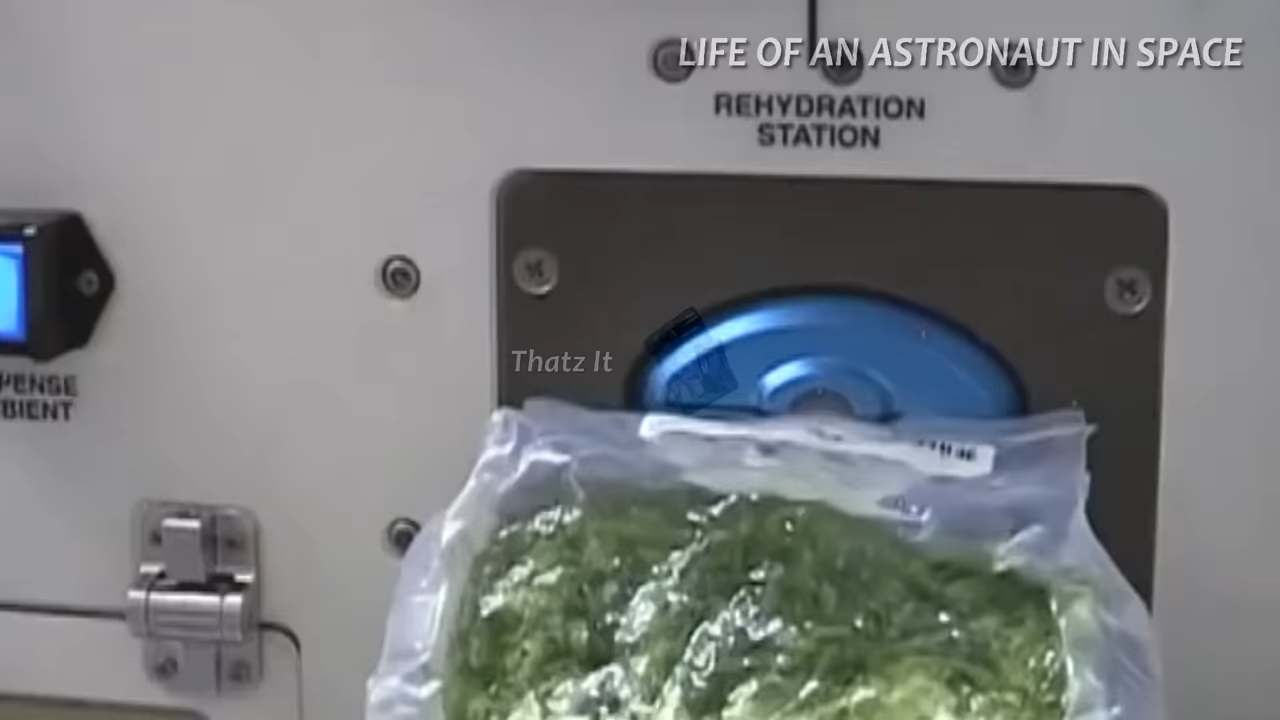 LIFE OF AN ASTRONAUT IN SPACE
REHYDRATION
STATION
Thatz It
PENSE
BIENT